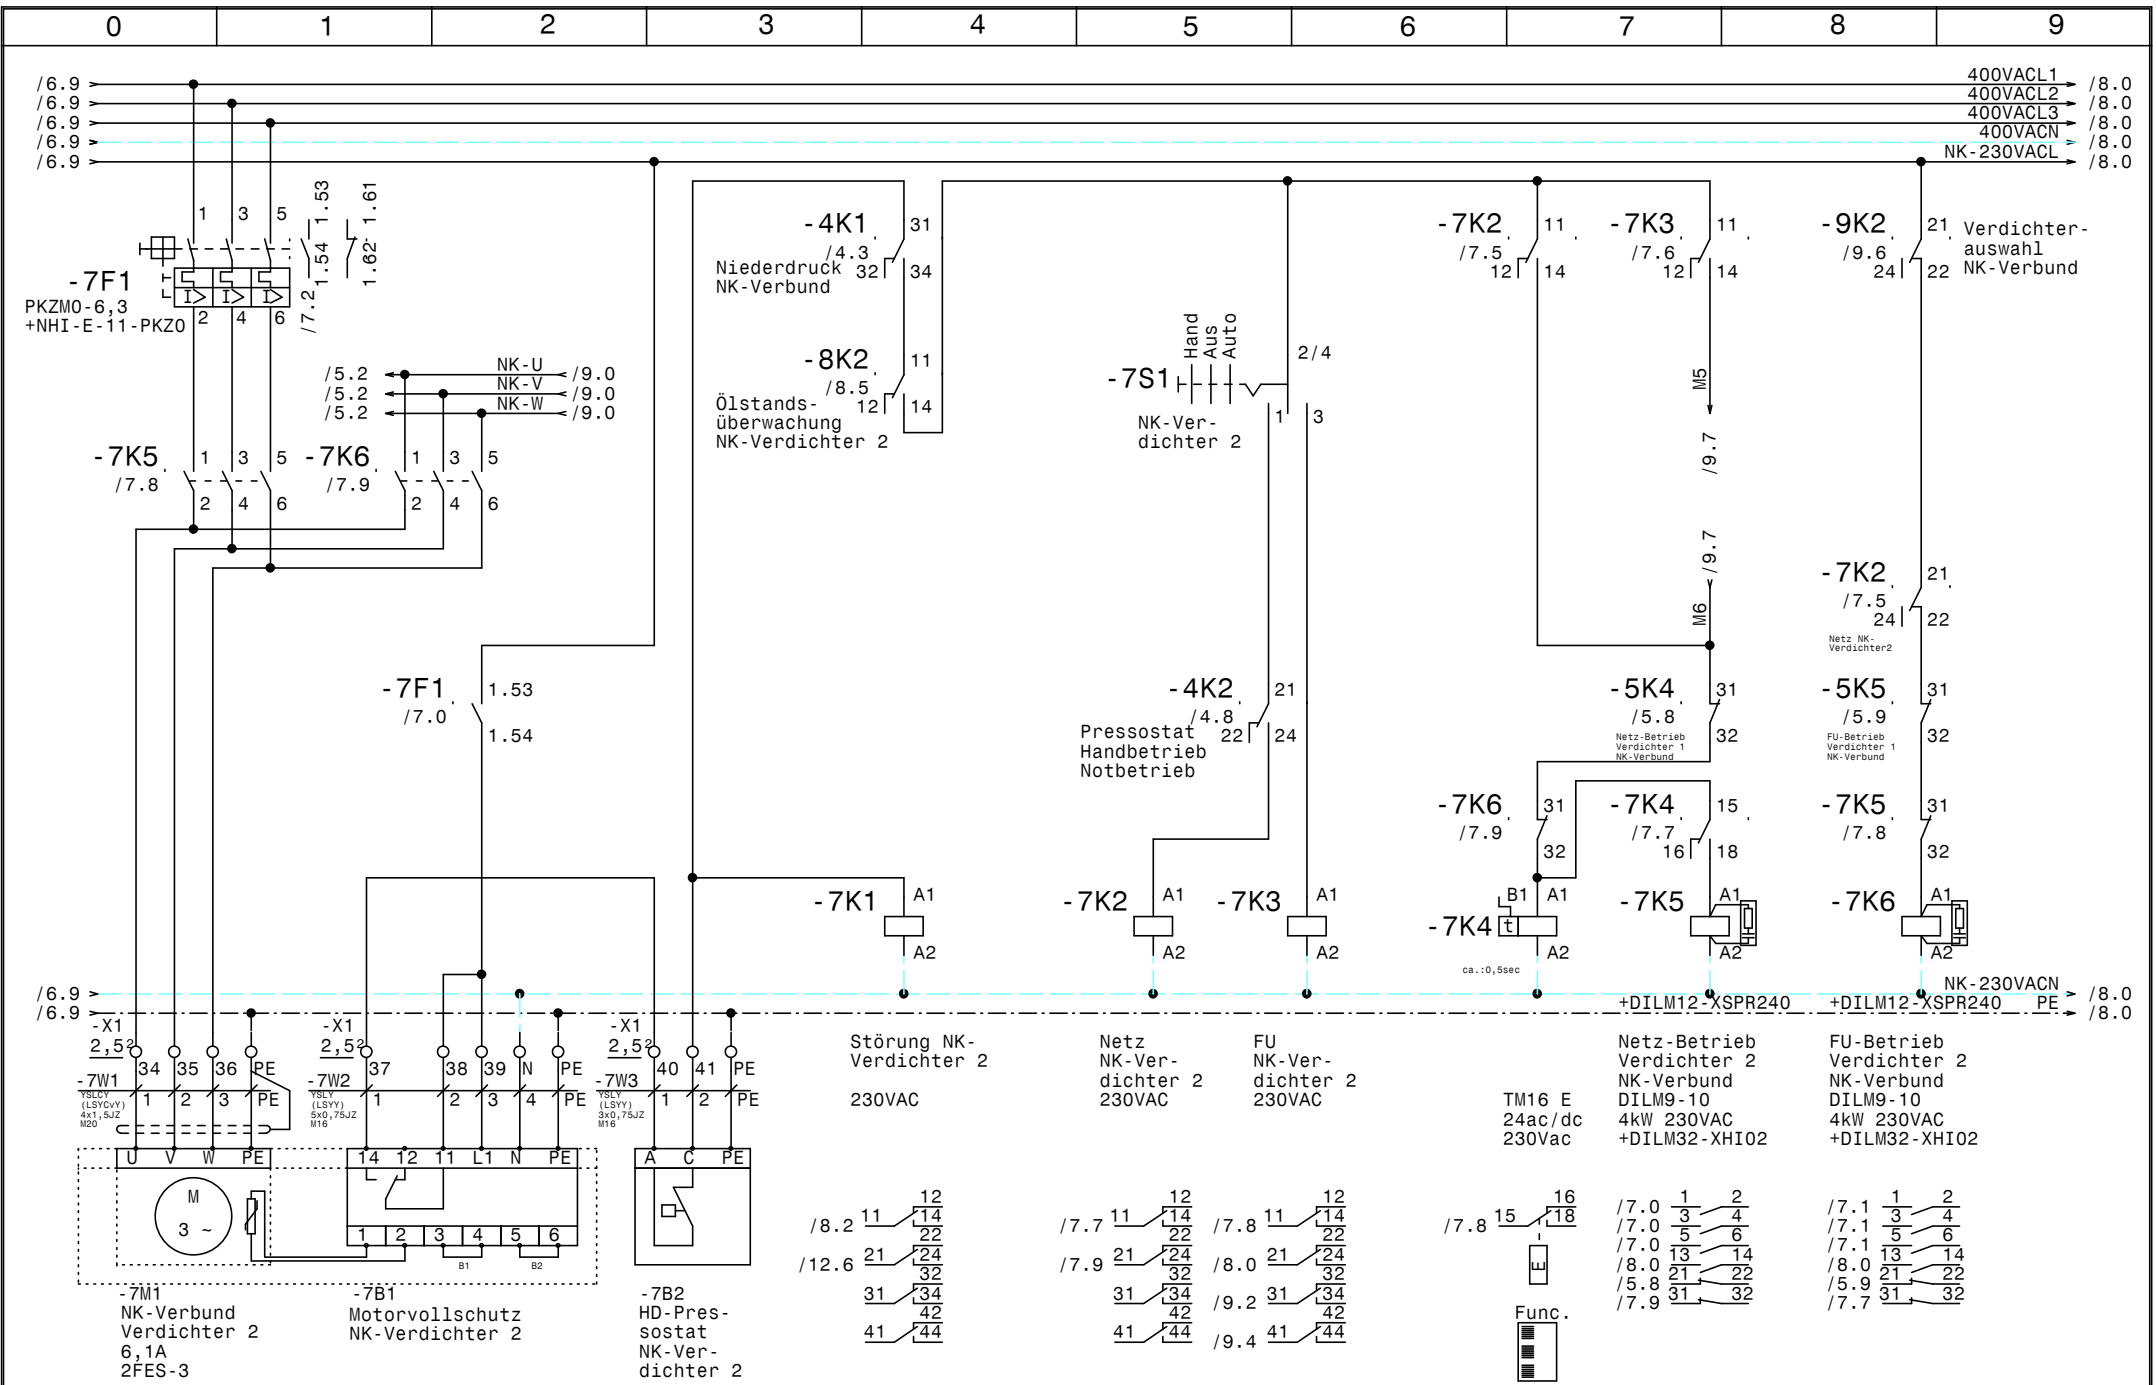 0 1 2 3 4 5 6 7 8 9
/6.9 400VACL1 /8.0
/6.9 400VACL2 /8.0
/6.9 400VACL3 /8.0
/6.9 400VACN /8.0
/6.9 NK-230VACL /8.0
1 3 5 1.53 1.61
1.54 1.62
-7F1
PKZM0-6,3
+NHI-E-11-PKZ0
2 4 6 /7.2
-4K1 31
/4.3
Niederdruck 32 34
NK-Verbund
-7K2 11
/7.5
12 14
-7K3 11
/7.6
12 14
-9K2 21
/9.6
24 22
Verdichter-
auswahl
NK-Verbund
/5.2 NK-U /9.0
/5.2 NK-V /9.0
/5.2 NK-W /9.0
-8K2 11
/8.5
12 14
Ölstands-
überwachung
NK-Verdichter 2
Hand
Aus
Auto
2/4
-7S1
1 3
NK-Ver-
dichter 2
M5
/9.7
-7K5 1 3 5
/7.8
2 4 6
-7K6 1 3 5
/7.9
2 4 6
/9.7
M6
-7K2 21
/7.5
24 22
Netz NK-
Verdichter2
-7F1 1.53
/7.0
1.54
-4K2 21
/4.8
22 24
Pressostat
Handbetrieb
Notbetrieb
-5K4 31
/5.8
32
Netz-Betrieb
Verdichter 1
NK-Verbund
-5K5 31
/5.9
32
FU-Betrieb
Verdichter 1
NK-Verbund
-7K6 31
/7.9
32
-7K4 15
/7.7
16 18
-7K5 31
/7.8
32
-7K1 A1
A2
-7K2 A1
A2
-7K3 A1
A2
-7K4 B1 A1
t
A2
ca.:0,5sec
-7K5 A1
A2
-7K6 A1
A2
/6.9 NK-230VACN /8.0
/6.9 +DILM12-XSPR240 +DILM12-XSPR240 PE /8.0
-X1
2,5²
34 35 36 PE
-7W1
YSLCY
(LSYCvY)
4x1,5JZ
M20
1 2 3 PE
-X1
2,5²
37 38 39 N PE
-7W2
YSLY
(LSYY)
5x0,75JZ
M16
1 2 3 4 PE
-X1
2,5²
40 41 PE
-7W3
YSLY
(LSYY)
3x0,75JZ
M16
1 2 PE
Störung NK-
Verdichter 2
230VAC
Netz
NK-Ver-
dichter 2
230VAC
FU
NK-Ver-
dichter 2
230VAC
TM16 E
24ac/dc
230Vac
Netz-Betrieb
Verdichter 2
NK-Verbund
DILM9-10
4kW 230VAC
+DILM32-XHI02
FU-Betrieb
Verdichter 2
NK-Verbund
DILM9-10
4kW 230VAC
+DILM32-XHI02
U V W PE
M
3 ~
14 12 11 L1 N PE
1 2 3 4 5 6
B1 B2
A C PE
-7M1
NK-Verbund
Verdichter 2
6,1A
2FES-3
-7B1
Motorvollschutz
NK-Verdichter 2
-7B2
HD-Pres-
sostat
NK-Ver-
dichter 2
12
/8.2 11 14
22
/12.6 21 24
32
31 34
42
41 44
12
/7.7 11 14
22
/7.9 21 24
32
31 34
42
41 44
12
/7.8 11 14
22
/8.0 21 24
32
/9.2 31 34
42
/9.4 41 44
16
/7.8 15 18
E
Func.
/7.0 1 2
/7.0 3 4
/7.0 5 6
/8.0 13 14
/5.8 21 22
/7.9 31 32
/7.1 1 2
/7.1 3 4
/7.1 5 6
/8.0 13 14
/5.9 21 22
/7.7 31 32